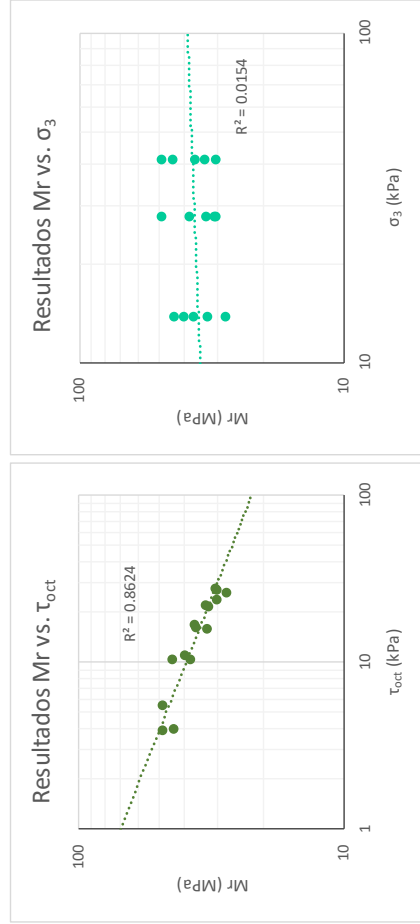 Resultados Mr vs. τoct
100
10
Mr (MPa)
R² = 0.8624
1
10
100
τoct (kPa)
Resultados Mr vs. σ3
100
10
Mr (MPa)
R² = 0.0154
10
100
σ3 (kPa)